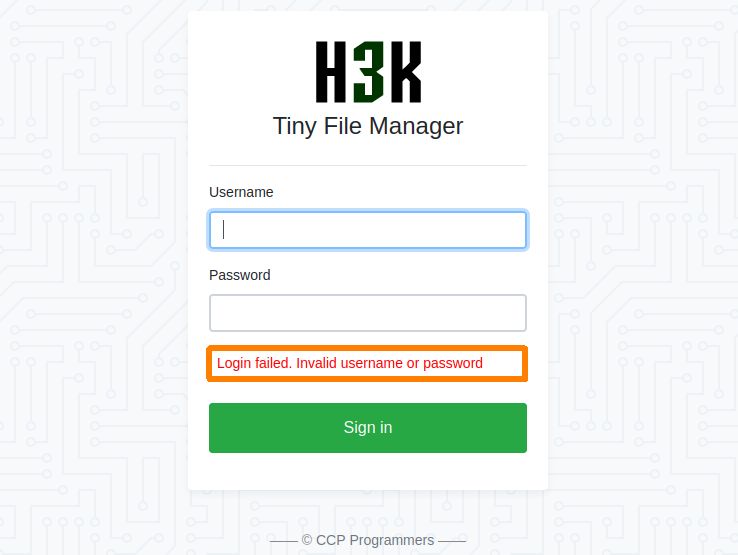 H3K
Tiny File Manager
Username
Password
Login failed. Invalid username or password
Sign in
—— © CCP Programmers ——